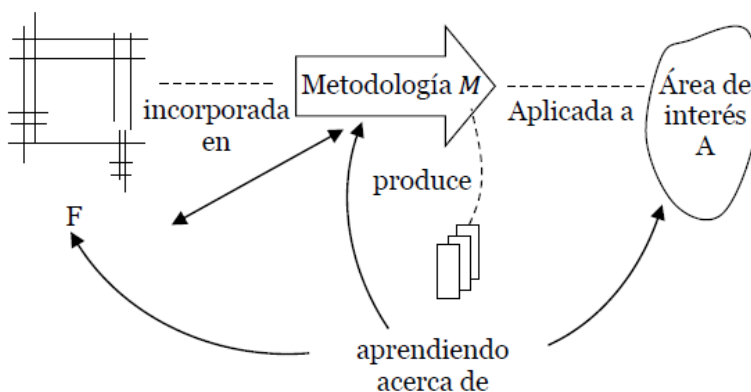 Metodología M
incorporada
en
Aplicada a
Área de
interés
A
produce
F
aprendiendo
acerca de